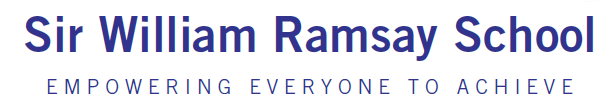 Sir William Ramsay School
EMPOWERING EVERYONE TO ACHIEVE